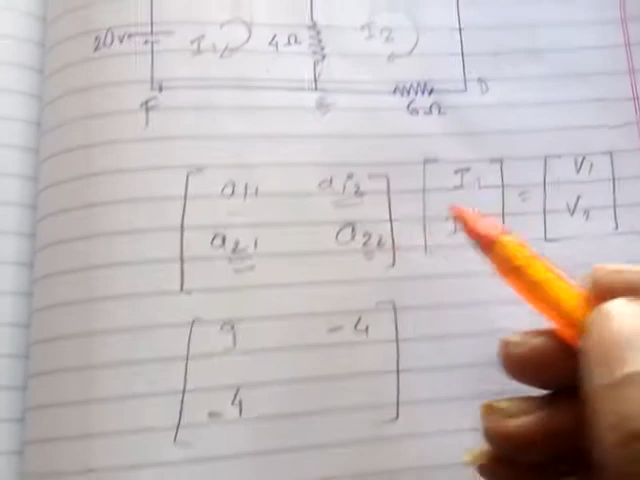 20v I1 4Ω I2
F 6Ω D
a11 a12 I1 = V1
a21 a22 I V2
9 -4
-4